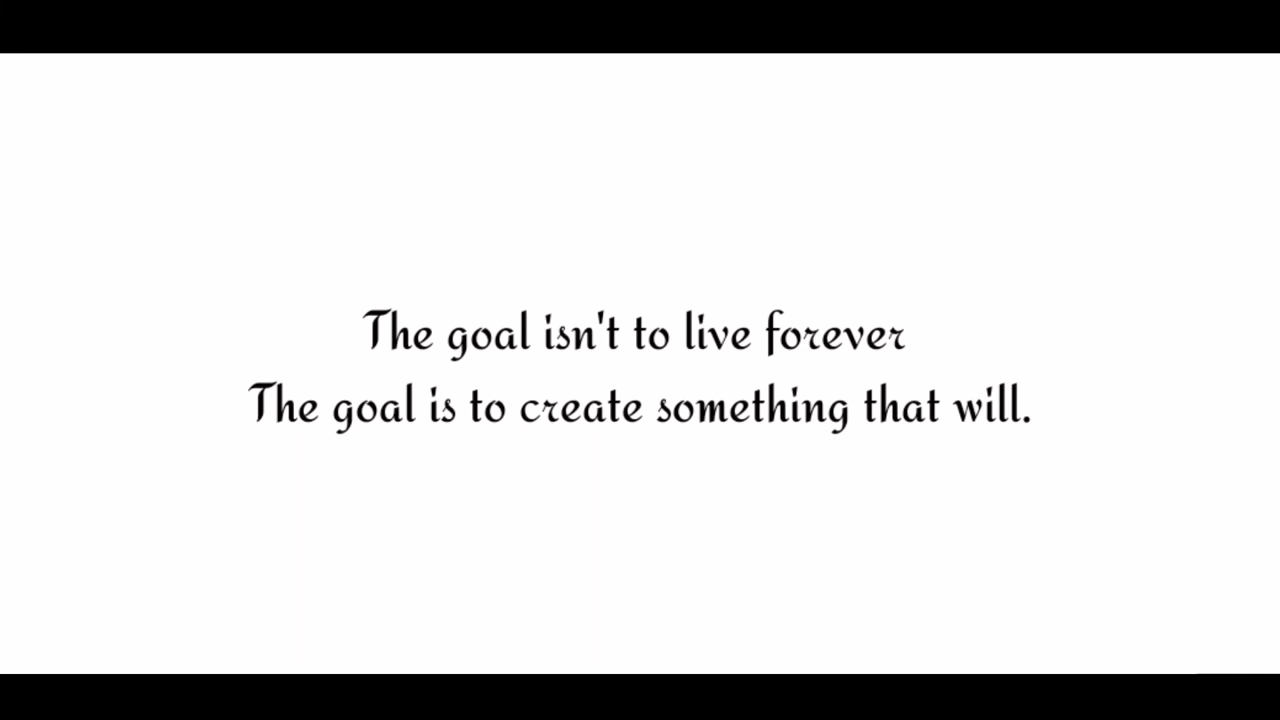 The goal isn't to live forever
The goal is to create something that will.